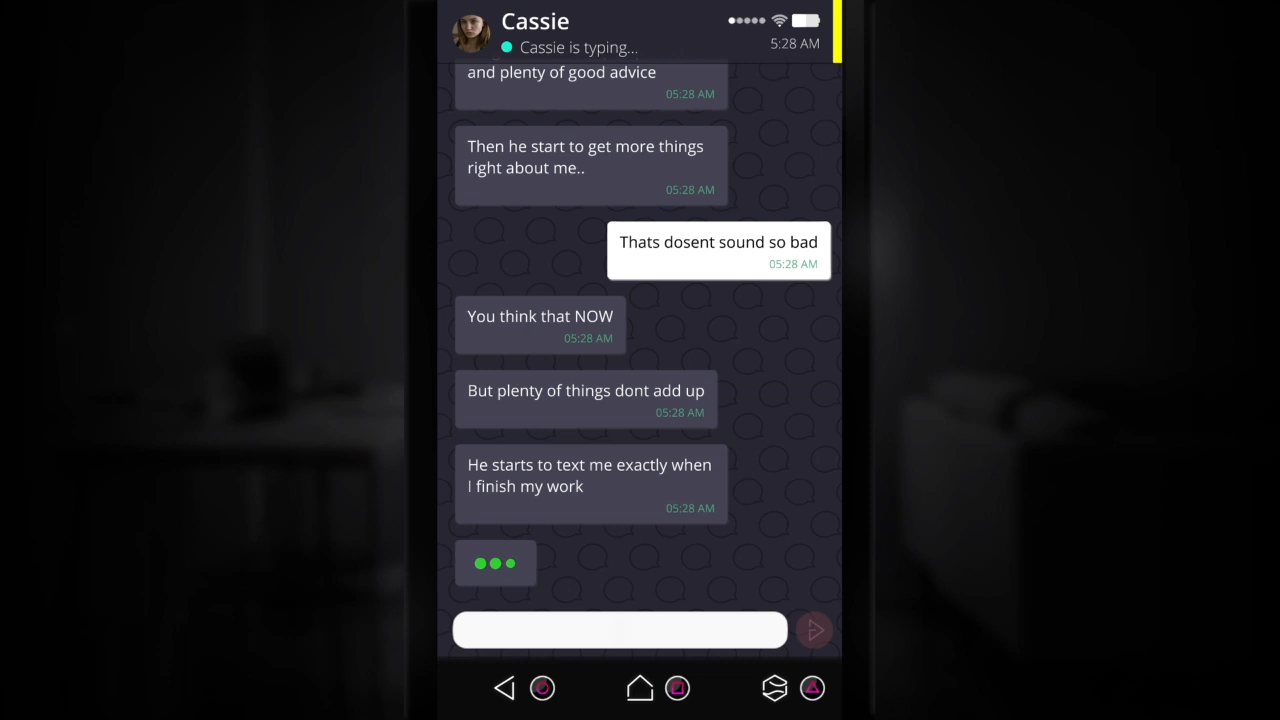 Cassie
Cassie is typing...
5:28 AM
and plenty of good advice
05:28 AM
Then he start to get more things
right about me..
05:28 AM
Thats dosent sound so bad
05:28 AM
You think that NOW
05:28 AM
But plenty of things dont add up
05:28 AM
He starts to text me exactly when
I finish my work
05:28 AM